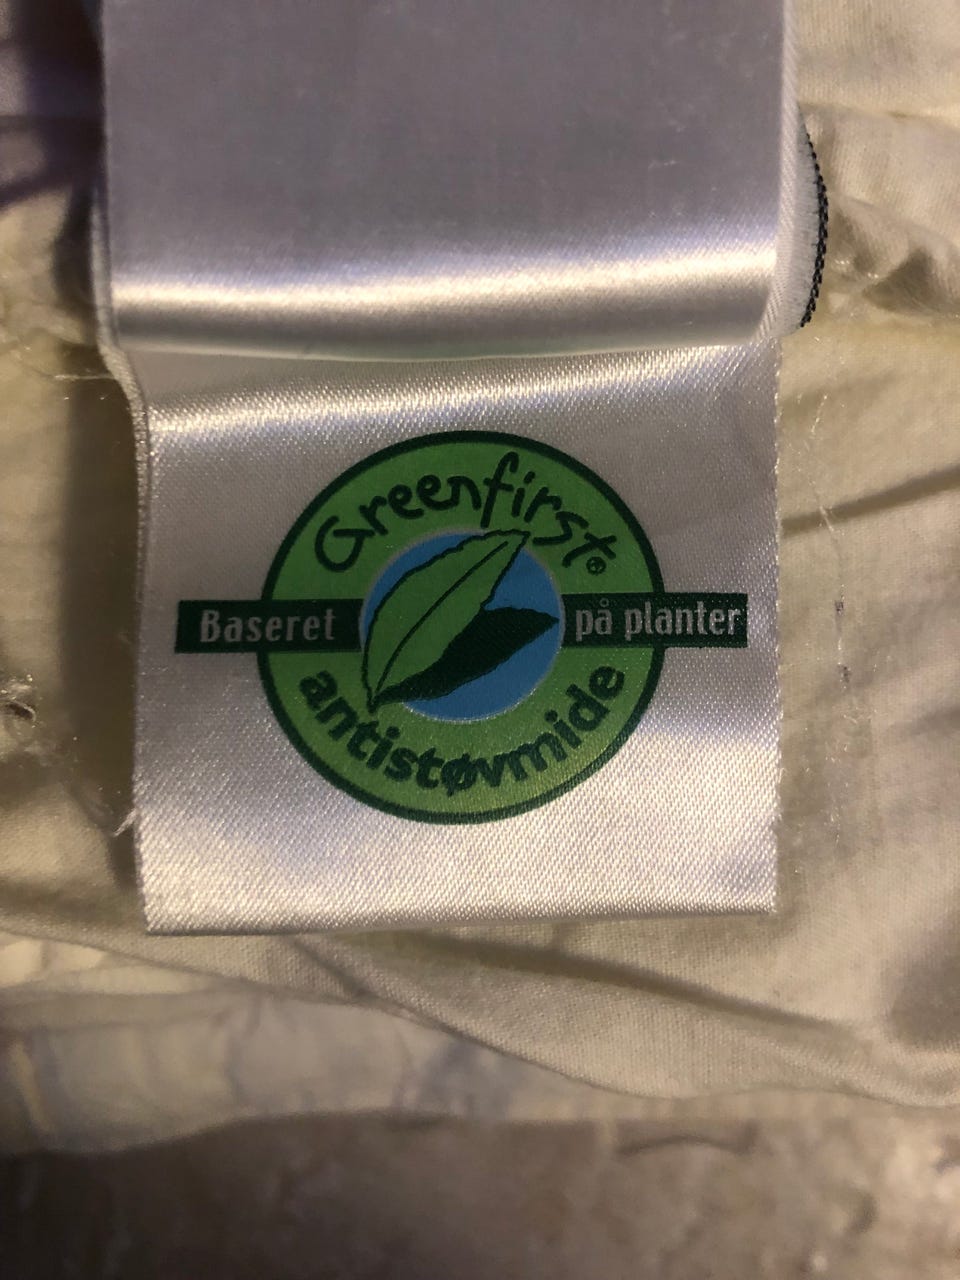 Greenfirst®
Baseret på planter
antistøvmide